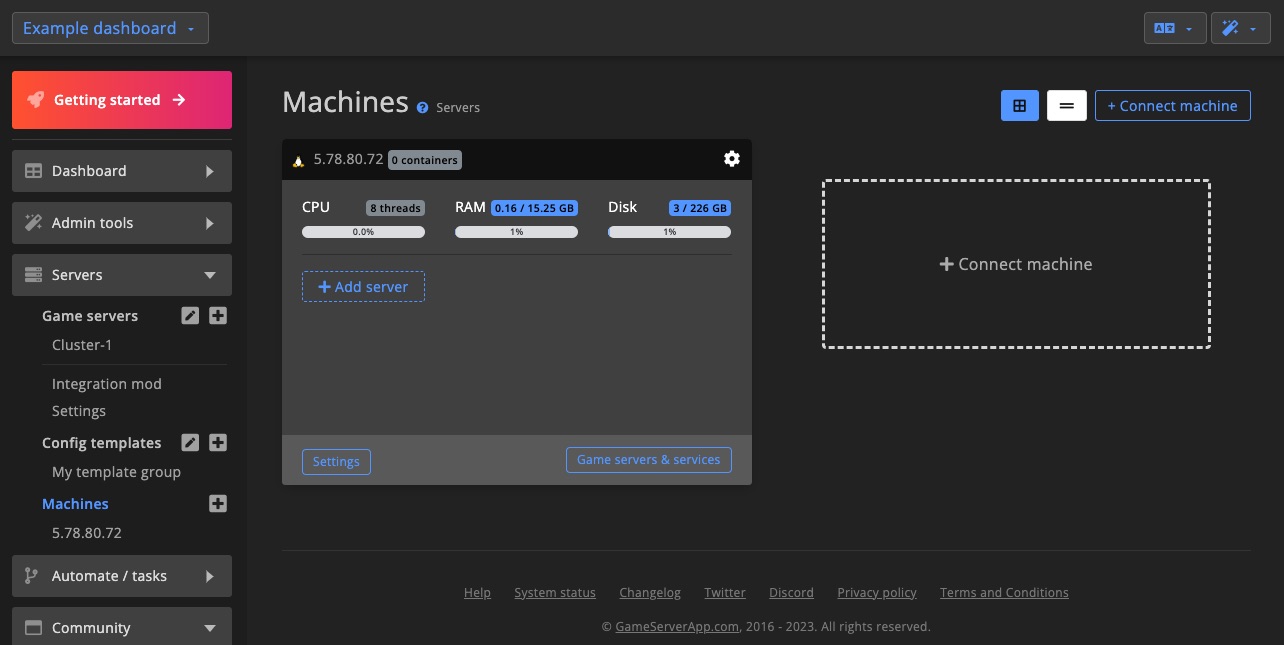 Example dashboard
Getting started
Dashboard
Admin tools
Servers
Game servers
Cluster-1
Integration mod
Settings
Config templates
My template group
Machines
5.78.80.72
Automate / tasks
Community
Machines ? Servers
+ Connect machine
5.78.80.72 0 containers
CPU 8 threads RAM 0.16 / 15.25 GB Disk 3 / 226 GB
0.0% 1% 1%
+ Add server
Settings Game servers & services
+ Connect machine
Help System status Changelog Twitter Discord Privacy policy Terms and Conditions
© GameServerApp.com, 2016 - 2023. All rights reserved.